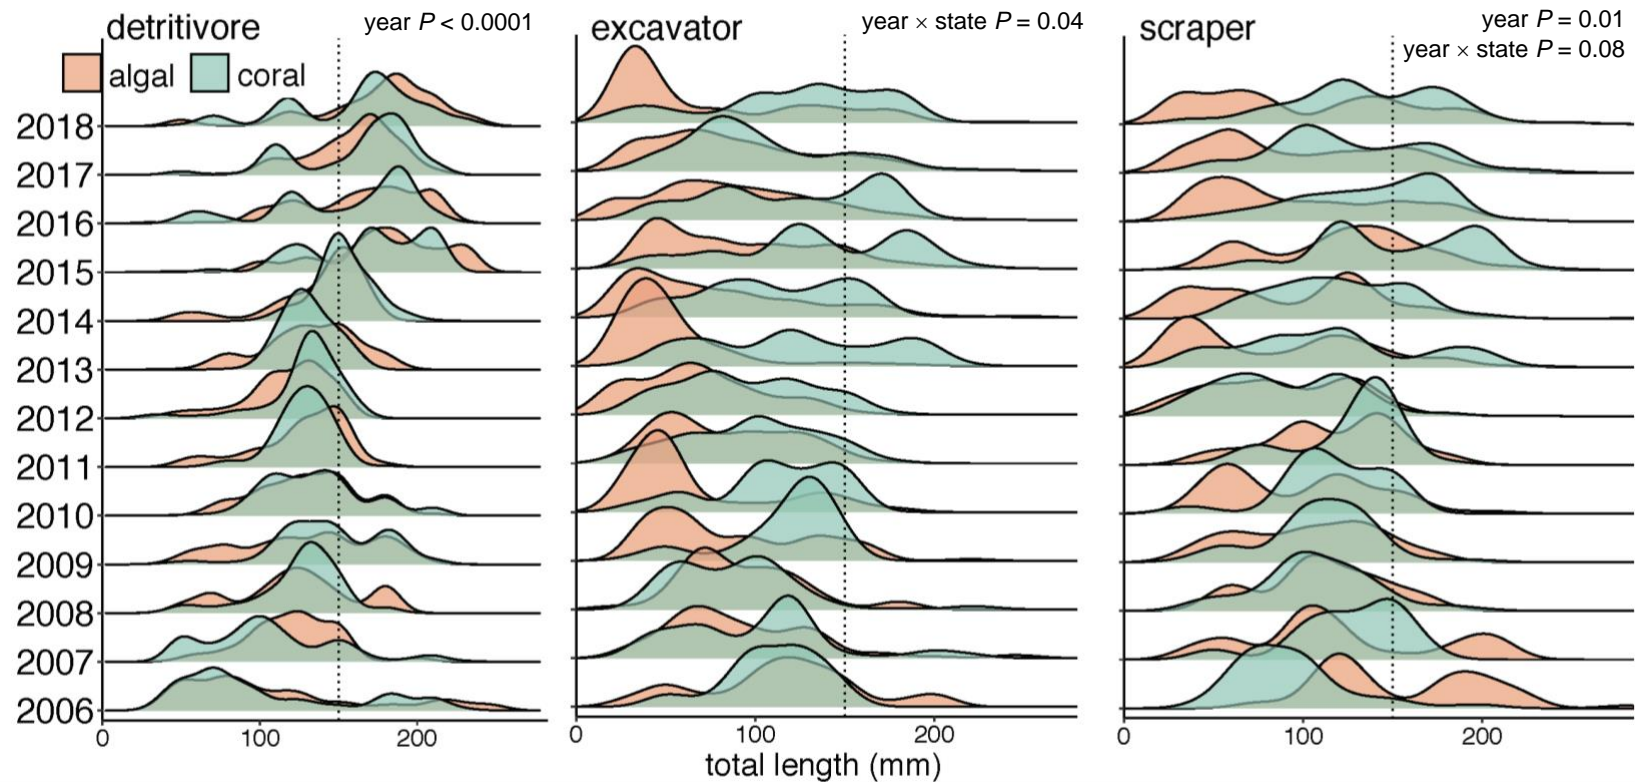 detritivore
year P < 0.0001
algal
coral
excavator
year × state P = 0.04
scraper
year P = 0.01
year × state P = 0.08
2018
2017
2016
2015
2014
2013
2012
2011
2010
2009
2008
2007
2006
0 100 200
0 100 200
0 100 200
total length (mm)